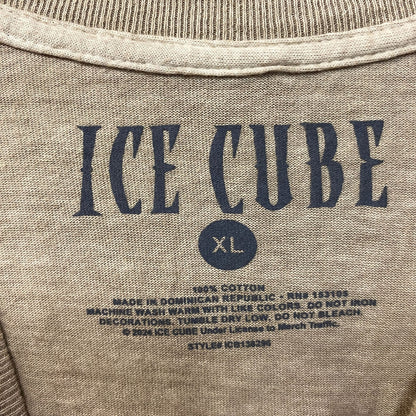 ICE CUBE
XL
100% COTTON
MADE IN DOMINICAN REPUBLIC - RN#
MACHINE WASH WARM WITH LIKE COLORS. DO NOT IRON
DECORATIONS. TUMBLE DRY LOW. DO NOT BLEACH.
© 2024 ICE CUBE Under License to Merch Traffic.
STYLE#